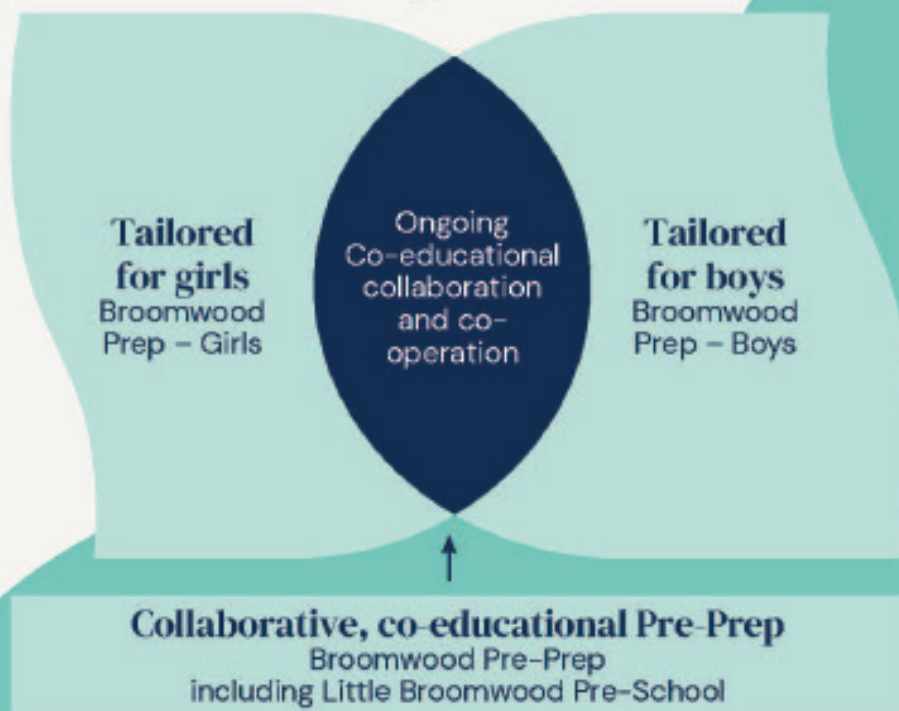 Tailored
for girls
Broomwood
Prep – Girls
Ongoing
Co-educational
collaboration
and co-
operation
Tailored
for boys
Broomwood
Prep – Boys
Collaborative, co-educational Pre-Prep
Broomwood Pre-Prep
including Little Broomwood Pre-School